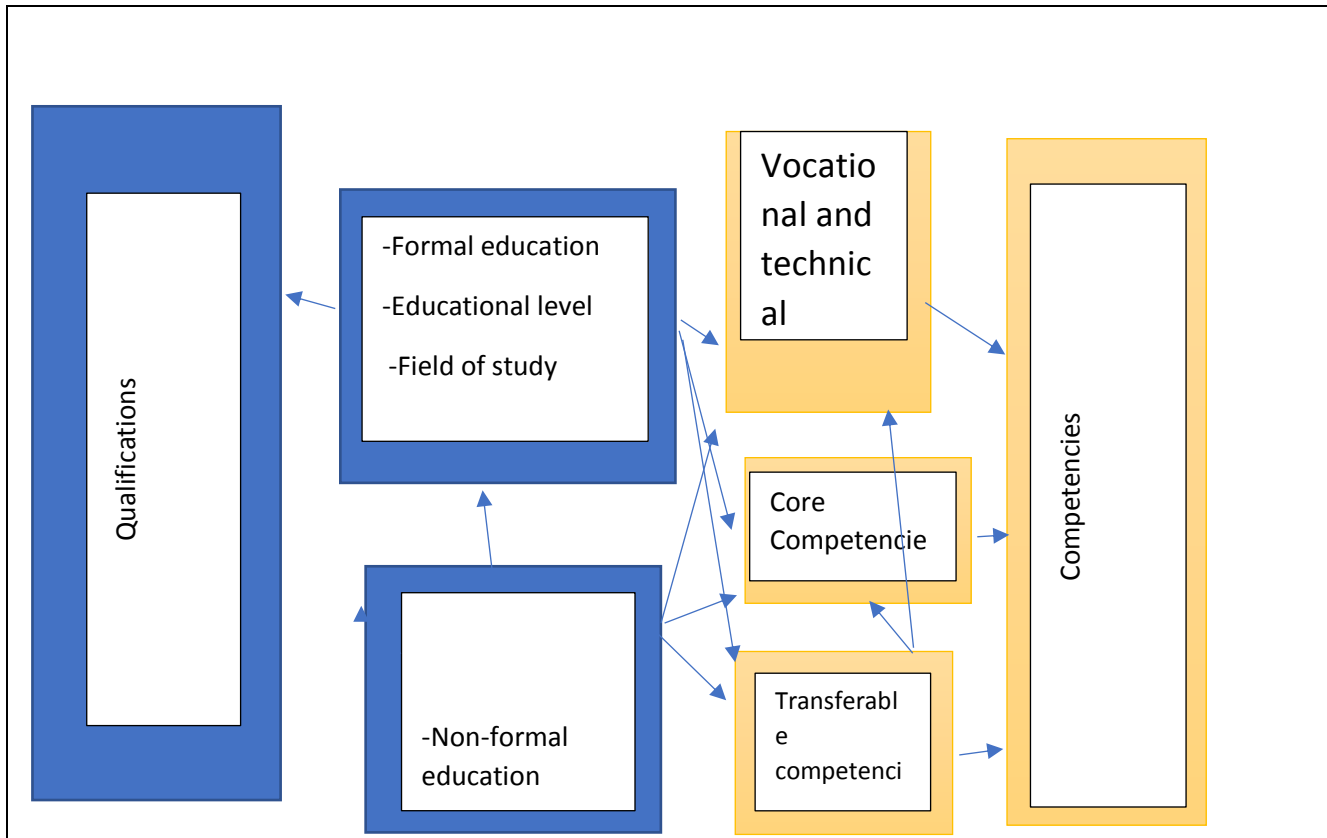 Qualifications
-Formal education
-Educational level
-Field of study
-Non-formal
education
Vocatio
nal and
technic
al
Core
Competencie
Transferabl
e
competenci
Competencies